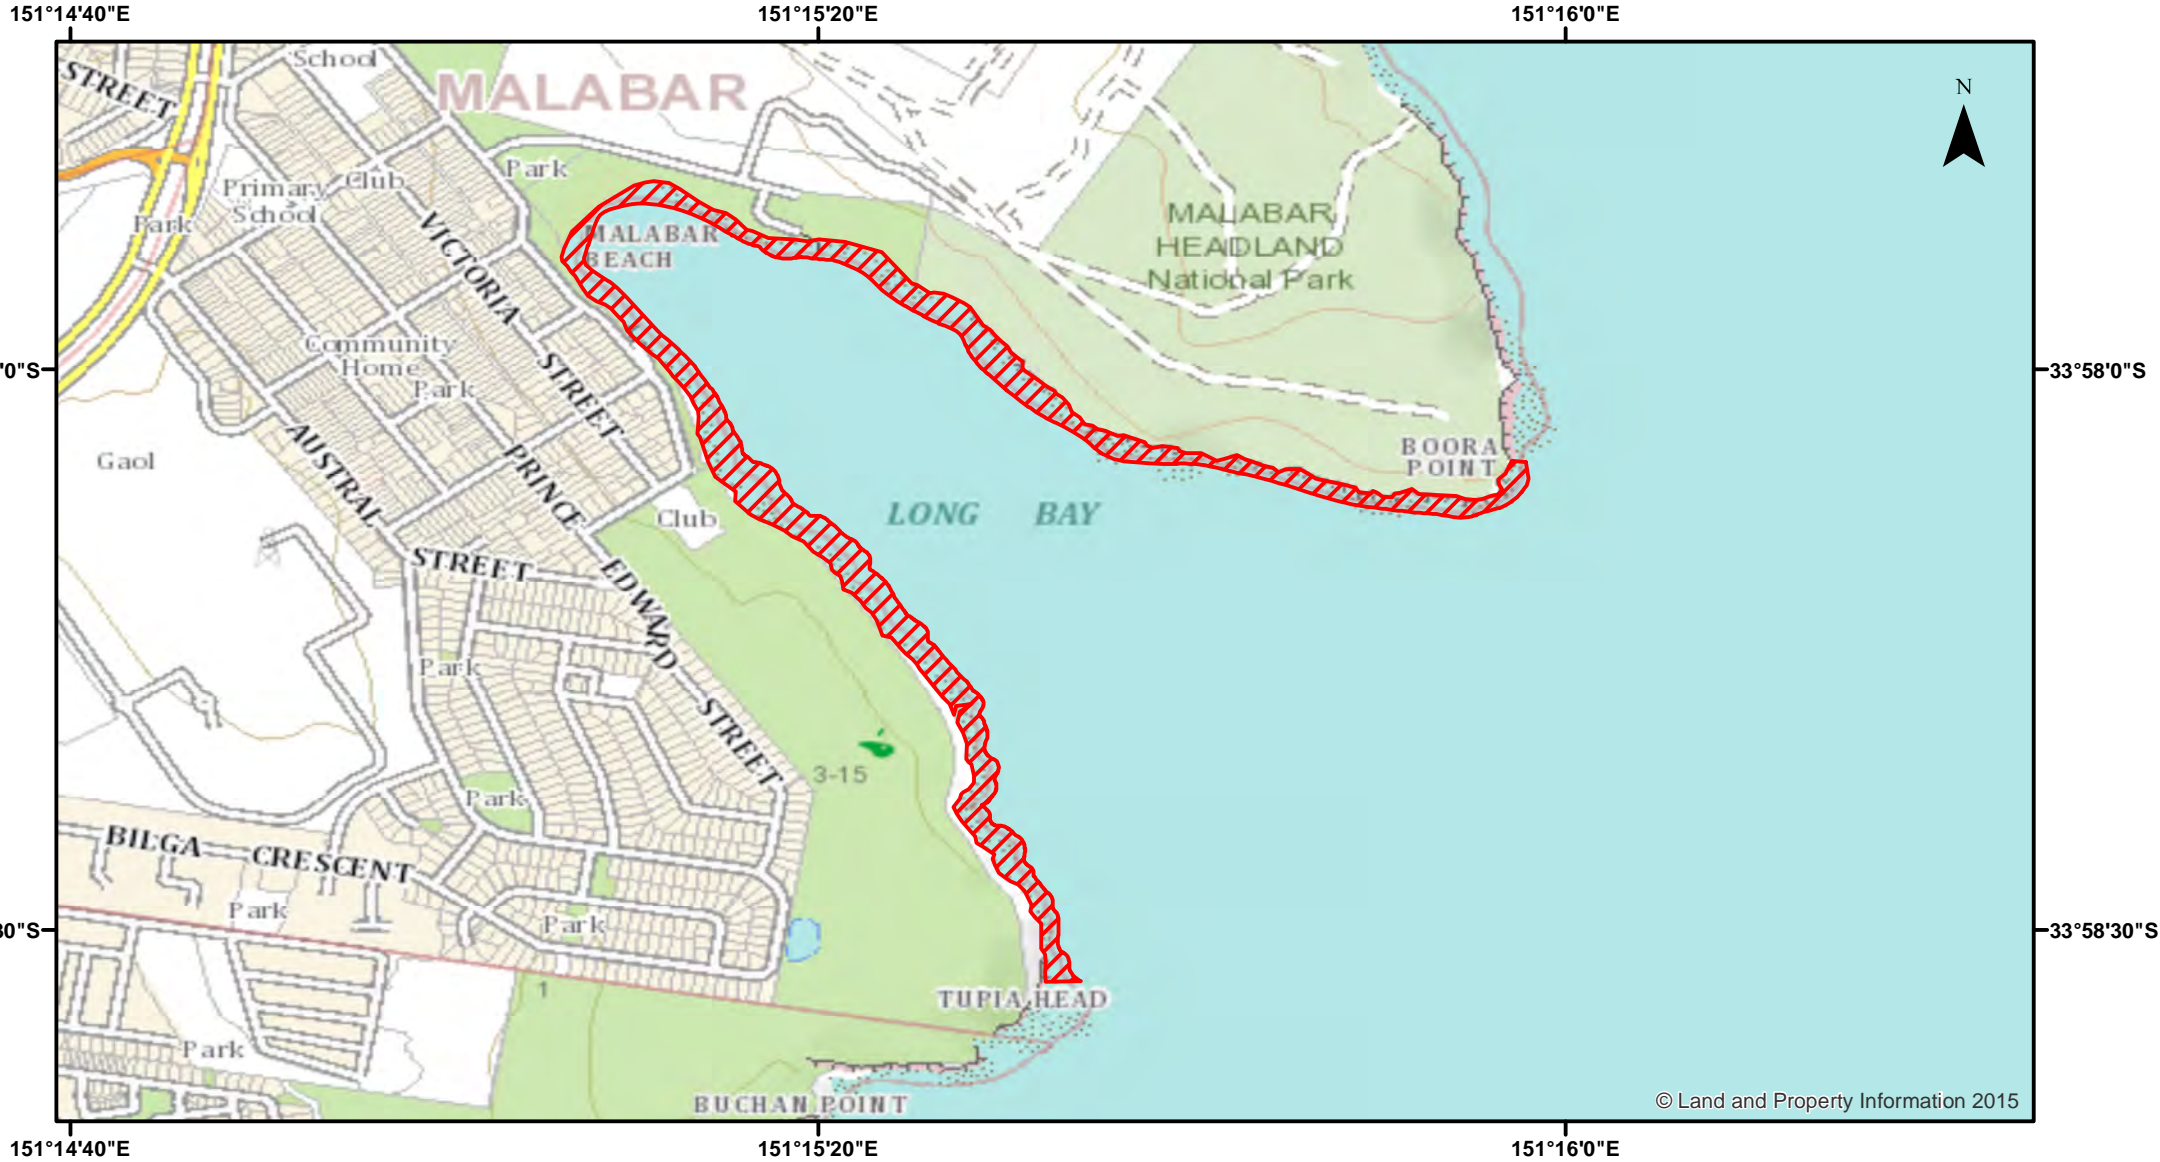 151°14'40"E
151°15'20"E
151°16'0"E
School
STREET
MALABAR
N
Park
Primary
School
Club
Park
MALABAR
HEADLAND
National Park
MALABAR
BEACH
VICTORIA STREET
Community
Home
Park
'0"S
33°58'0"S
Gaol
AUSTRAL STREET
PRINCE EDWARD STREET
BOORA
POINT
Club
LONG BAY
Park
3-15
Park
BILGA CRESCENT
Park
Park
0"S
33°58'30"S
1
TUPIA HEAD
Park
BUCHAN POINT
© Land and Property Information 2015
151°14'40"E
151°15'20"E
151°16'0"E